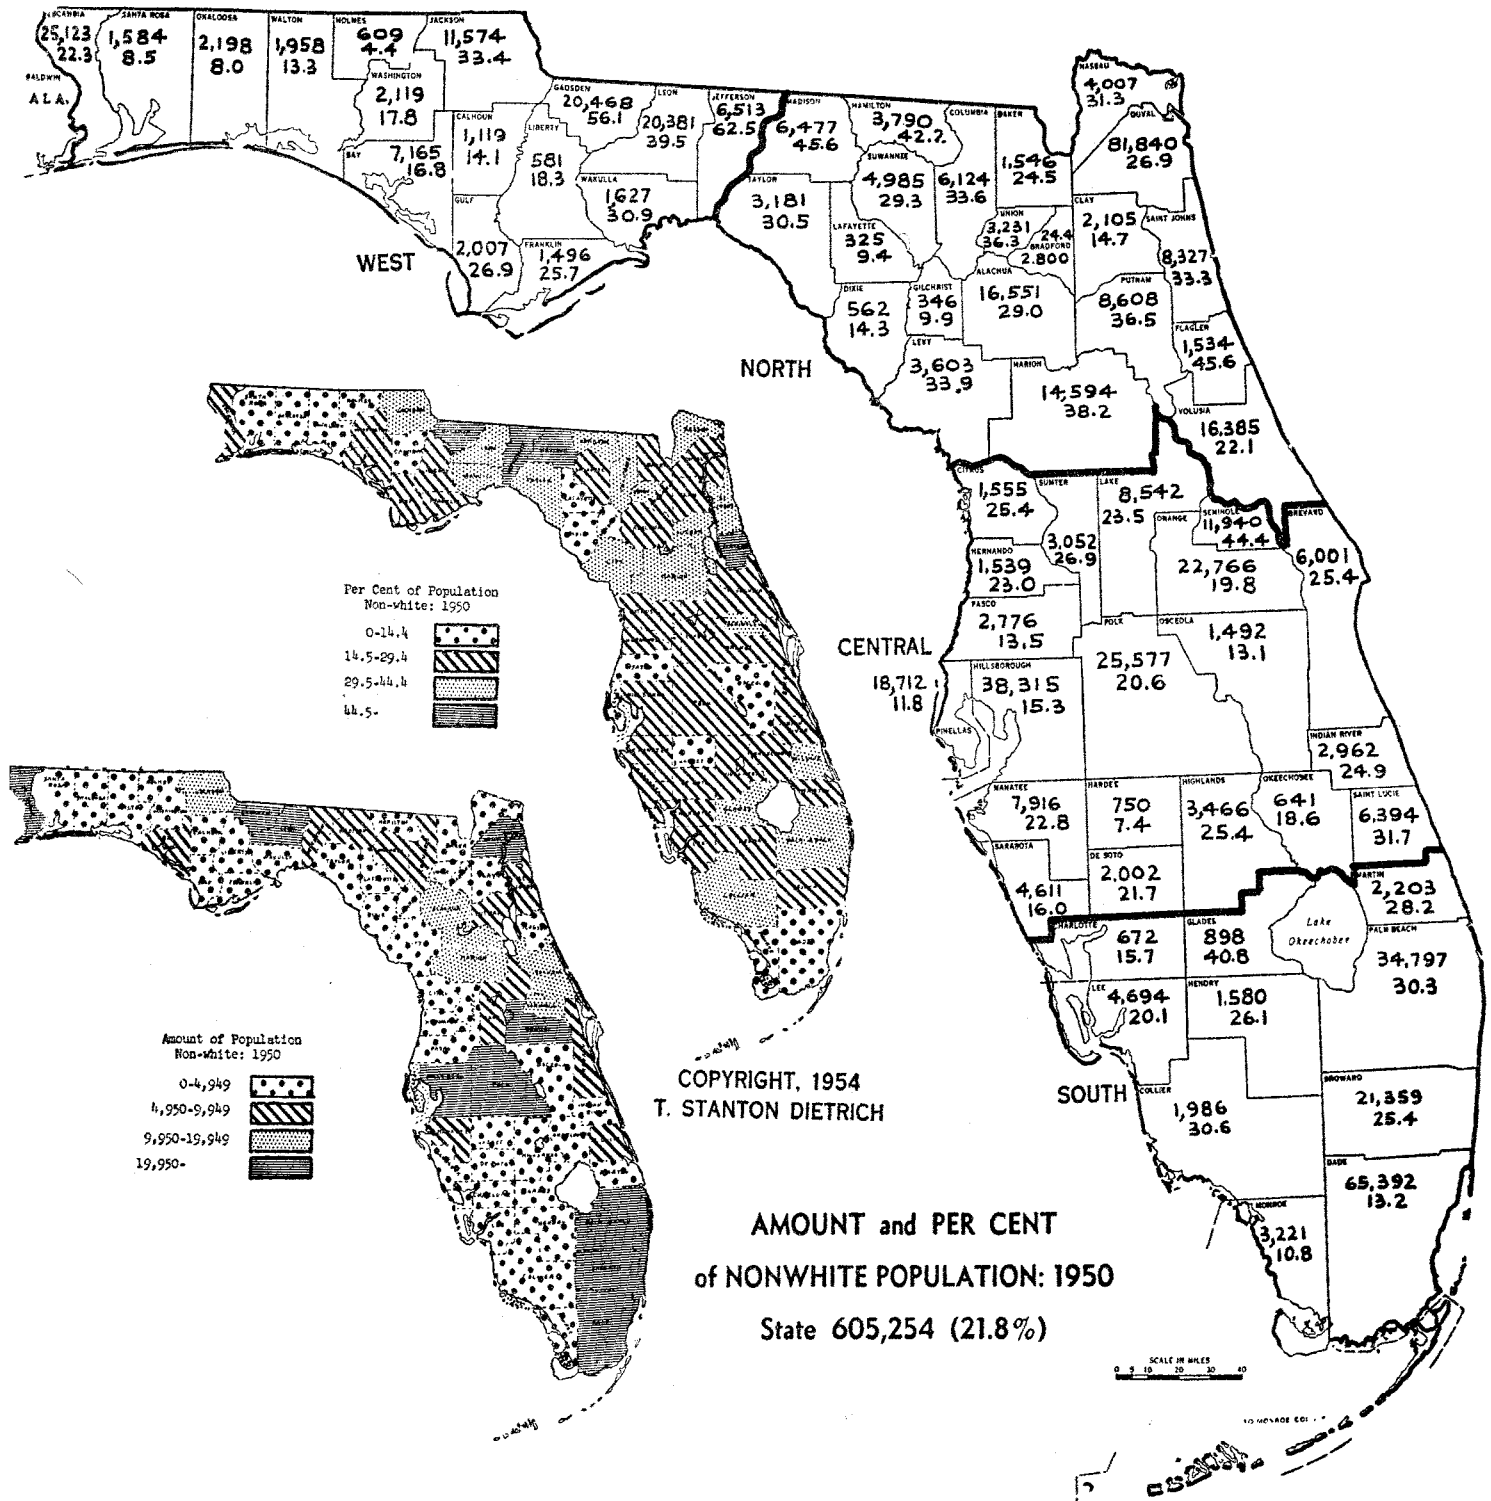 ESCAMBIA
25,123
22.3
SANTA ROSA
1,584
8.5
OKALOOSA
2,198
8.0
WALTON
1,958
13.3
HOLMES
609
4.4
JACKSON
11,574
33.4
BALDWIN
ALA.
WASHINGTON
2,119
17.8
BAY
7,165
16.8
CALHOUN
1,119
14.1
GULF
2,007
26.9
LIBERTY
581
18.3
GADSDEN
20,468
56.1
LEON
20,381
39.5
JEFFERSON
6,513
62.5
WAKULLA
1,627
30.9
FRANKLIN
1,496
25.7
WEST
MADISON
6,477
45.6
HAMILTON
3,790
42.2
COLUMBIA
6,124
33.6
BAKER
1,546
24.5
NASSAU
4,007
31.3
DUVAL
81,840
26.9
TAYLOR
3,181
30.5
SUWANNEE
4,985
29.3
LAFAYETTE
325
9.4
UNION
3,231
36.3
24.4
BRADFORD
2.800
CLAY
2,105
14.7
SAINT JOHNS
8,327
33.3
DIXIE
562
14.3
GILCHRIST
346
9.9
ALACHUA
16,551
29.0
PUTNAM
8,608
36.5
FLAGLER
1,534
45.6
LEVY
3,603
33.9
MARION
14,594
38.2
VOLUSIA
16,385
22.1
NORTH
CITRUS
1,555
25.4
SUMTER
3,052
26.9
LAKE
8,542
23.5
ORANGE
22,766
19.8
SEMINOLE
11,940
44.4
BREVARD
6,001
25.4
HERNANDO
1,539
23.0
PASCO
2,776
13.5
POLK
25,577
20.6
OSCEOLA
1,492
13.1
CENTRAL
18,712
11.8
PINELLAS
HILLSBOROUGH
38,315
15.3
INDIAN RIVER
2,962
24.9
MANATEE
7,916
22.8
HARDEE
750
7.4
HIGHLANDS
3,466
25.4
OKEECHOBEE
641
18.6
SAINT LUCIE
6,394
31.7
SARASOTA
4,611
16.0
DE SOTO
2,002
21.7
MARTIN
2,203
28.2
CHARLOTTE
672
15.7
GLADES
898
40.8
Lake
Okeechobee
PALM BEACH
34,797
30.3
LEE
4,694
20.1
HENDRY
1.580
26.1
SOUTH
COLLIER
1,986
30.6
BROWARD
21,359
25.4
DADE
65,392
13.2
MONROE
3,221
10.8
Per Cent of Population
Non-white: 1950
0-14.4
14.5-29.4
29.5-44.4
44.5-
Amount of Population
Non-white: 1950
0-4,949
4,950-9,949
9,950-19,949
19,950-
COPYRIGHT, 1954
T. STANTON DIETRICH
AMOUNT and PER CENT
of NONWHITE POPULATION: 1950
State 605,254 (21.8%)
SCALE IN MILES
0 5 10 20 30 40
TO MONROE CO.